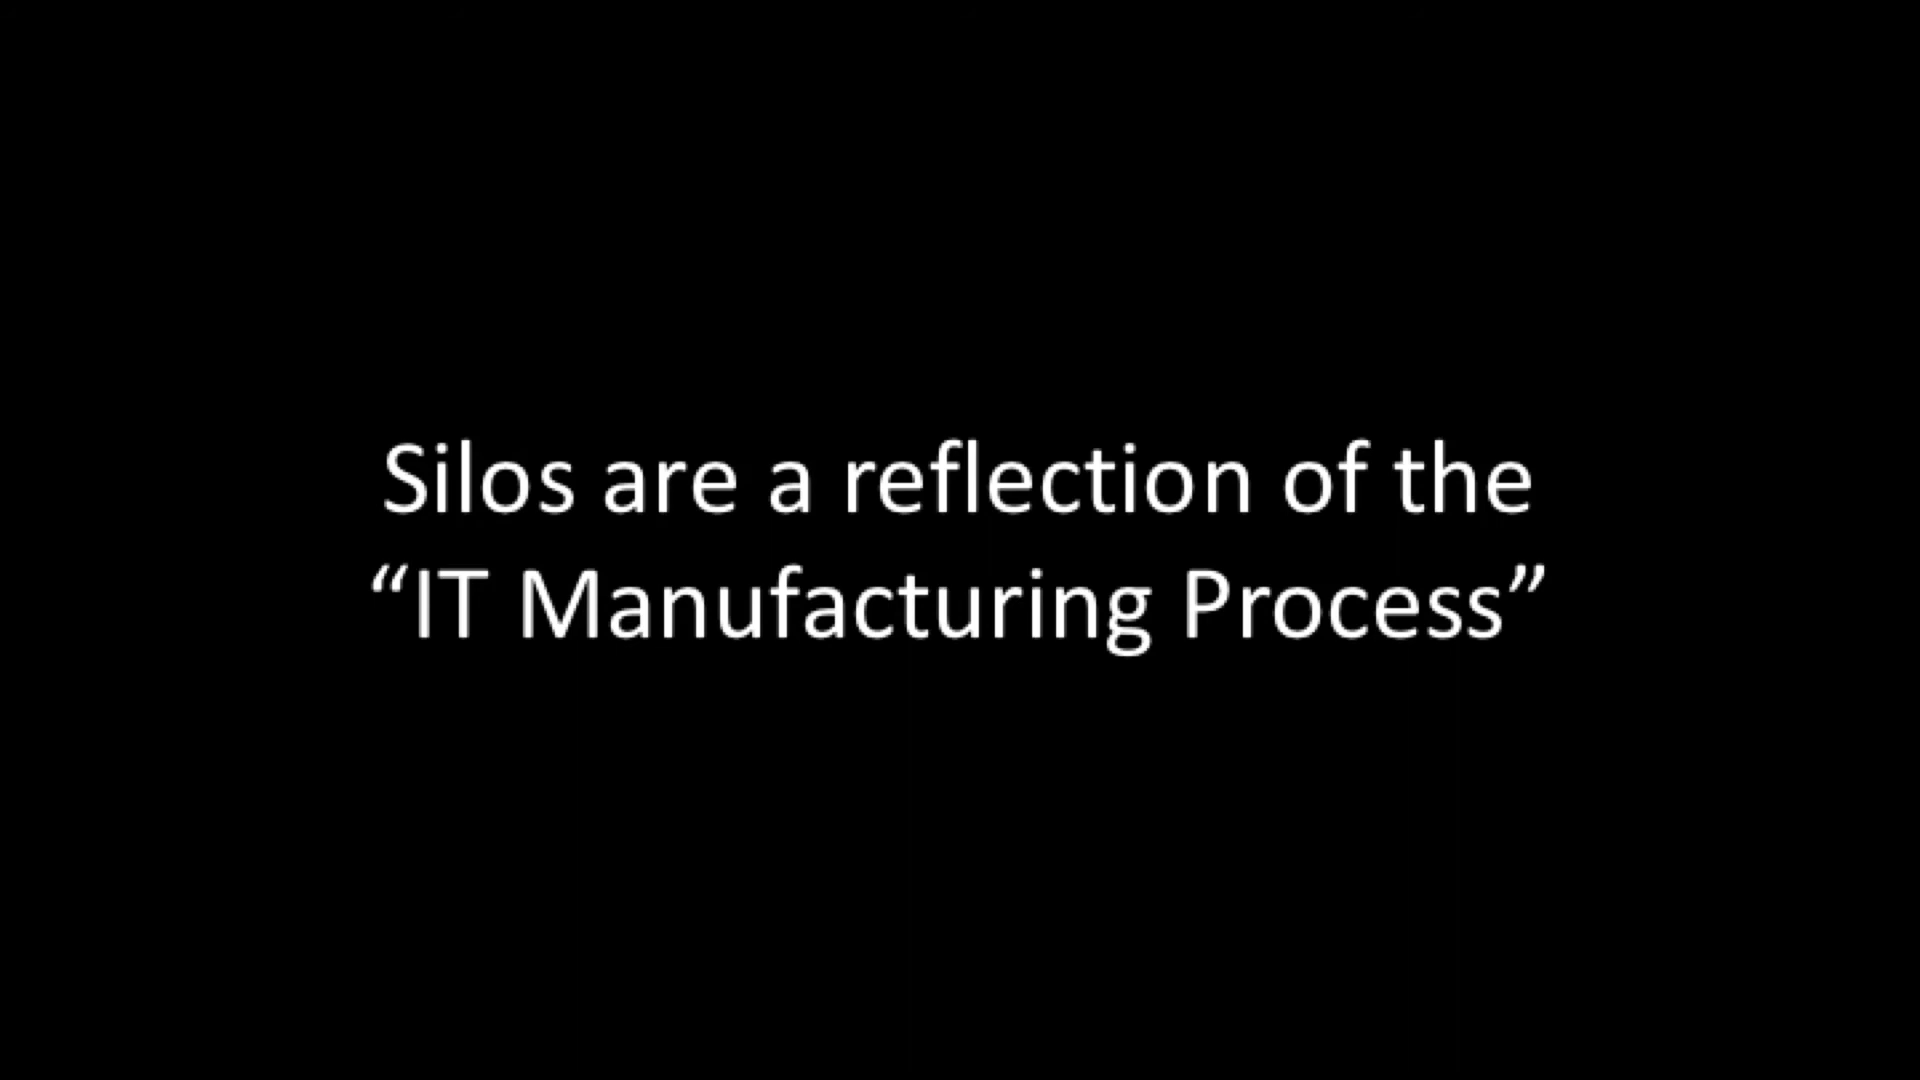 Silos are a reflection of the
“IT Manufacturing Process”